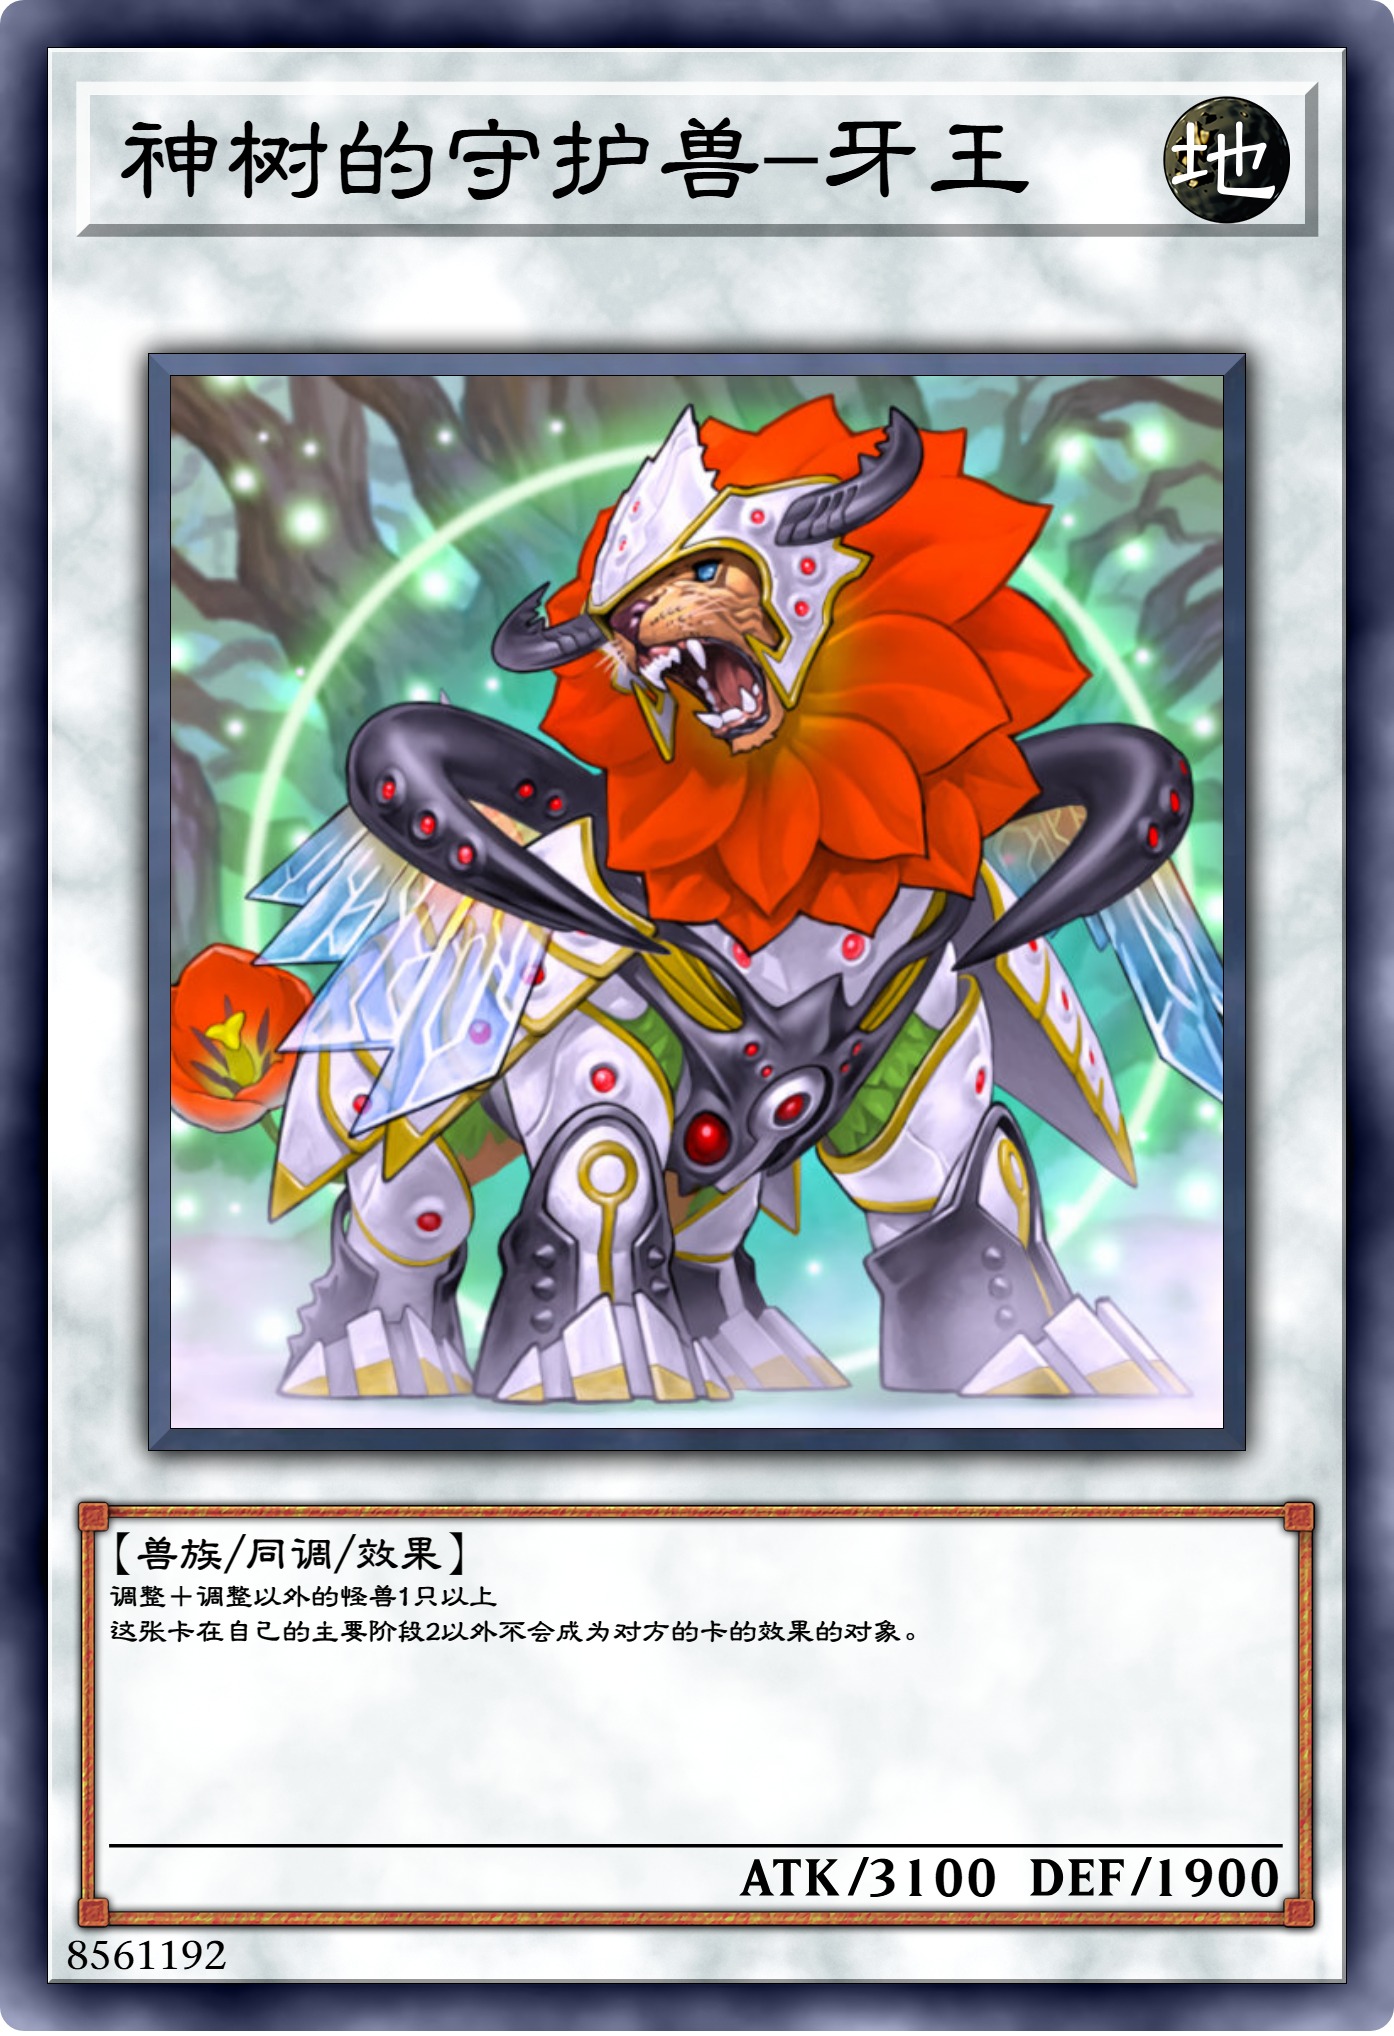 神树的守护兽-牙王
地
【兽族/同调/效果】
调整＋调整以外的怪兽1只以上
这张卡在自己的主要阶段2以外不会成为对方的卡的效果的对象。
ATK/3100 DEF/1900
8561192